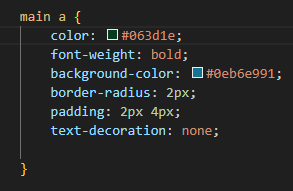 main a {
color: #063d1e;
font-weight: bold;
background-color: #0eb6e991;
border-radius: 2px;
padding: 2px 4px;
text-decoration: none;
}